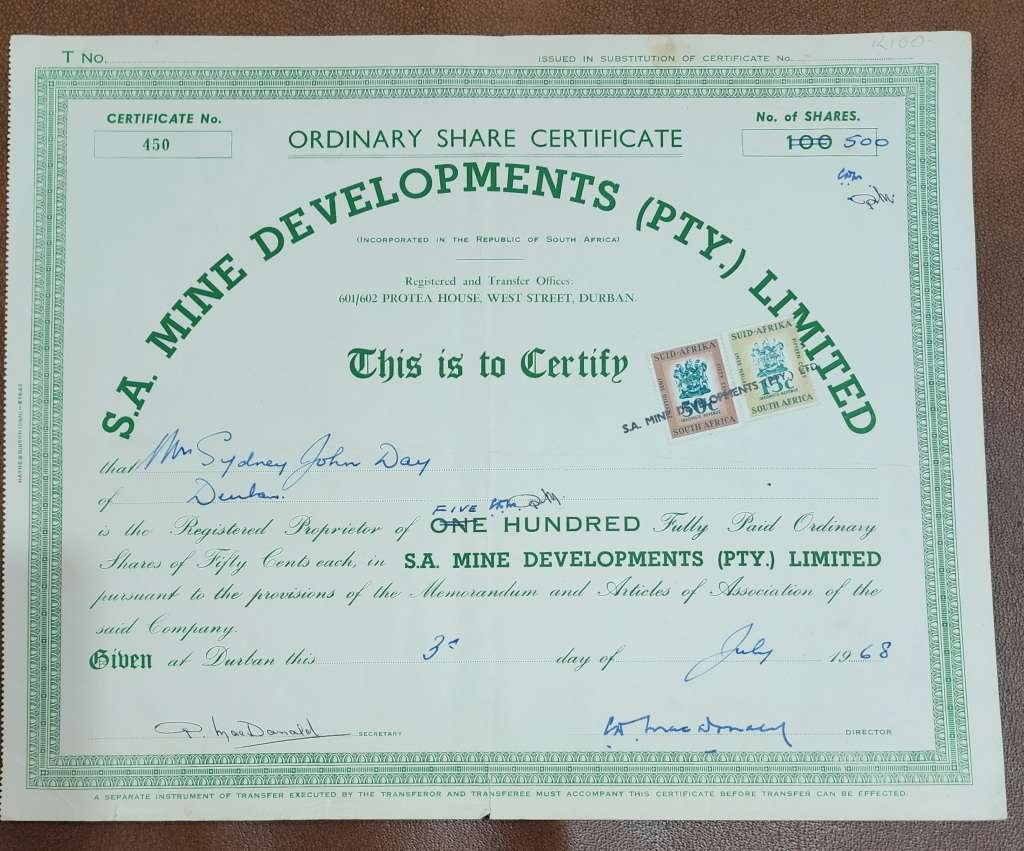 R100-
T No.
ISSUED IN SUBSTITUTION OF CERTIFICATE No.
CERTIFICATE No.
450
No. of SHARES.
100 500
ORDINARY SHARE CERTIFICATE
S.A. MINE DEVELOPMENTS (PTY.) LIMITED
(INCORPORATED IN THE REPUBLIC OF SOUTH AFRICA)
Registered and Transfer Offices:
601/602 PROTEA HOUSE, WEST STREET, DURBAN.
This is to Certify
SUID-AFRIKA
50c
SOUTH AFRICA
SUID-AFRIKA
15c
SOUTH AFRICA
S.A. MINE DEVELOPMENTS (PTY.) LTD
that Mr Sydney John Day
of Durban.
FIVE
is the Registered Proprietor of ONE HUNDRED Fully Paid Ordinary
Shares of Fifty Cents each, in S.A. MINE DEVELOPMENTS (PTY.) LIMITED
pursuant to the provisions of the Memorandum and Articles of Association of the
said Company.
Given at Durban this 3rd day of July 1968
P. MacDonald SECRETARY
MacDonald DIRECTOR
A SEPARATE INSTRUMENT OF TRANSFER EXECUTED BY THE TRANSFEROR AND TRANSFEREE MUST ACCOMPANY THIS CERTIFICATE BEFORE TRANSFER CAN BE EFFECTED.